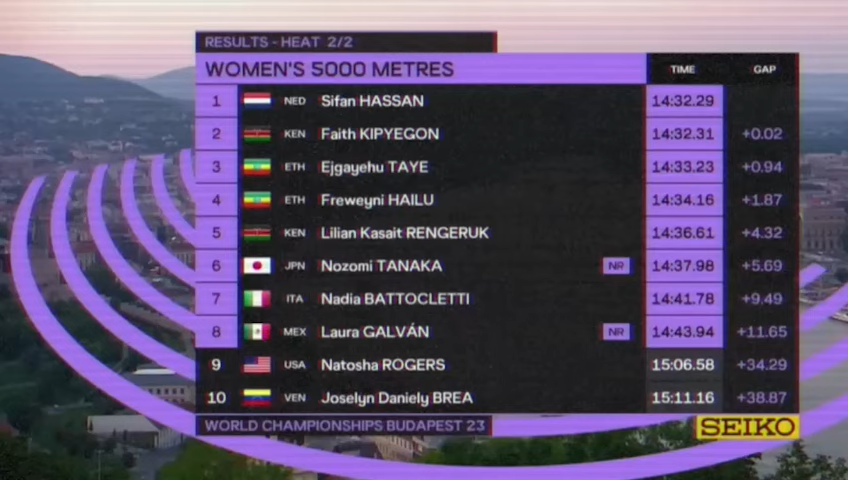 RESULTS - HEAT 2/2
WOMEN'S 5000 METRES TIME GAP
1 NED Sifan HASSAN 14:32.29
2 KEN Faith KIPYEGON 14:32.31 +0.02
3 ETH Ejgayehu TAYE 14:33.23 +0.94
4 ETH Freweyni HAILU 14:34.16 +1.87
5 KEN Lilian Kasait RENGERUK 14:36.61 +4.32
6 JPN Nozomi TANAKA NR 14:37.98 +5.69
7 ITA Nadia BATTOCLETTI 14:41.78 +9.49
8 MEX Laura GALVÁN NR 14:43.94 +11.65
9 USA Natosha ROGERS 15:06.58 +34.29
10 VEN Joselyn Daniely BREA 15:11.16 +38.87
WORLD CHAMPIONSHIPS BUDAPEST 23 SEIKO